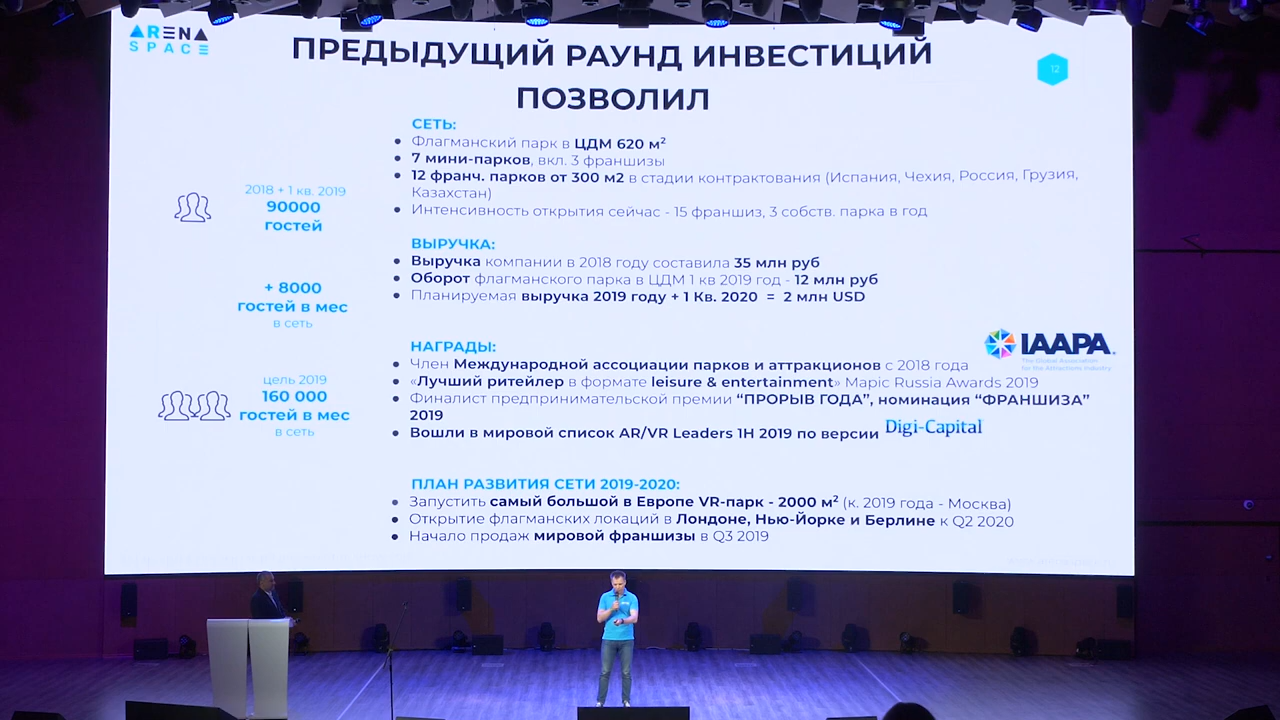 ARENA
SPACE
ПРЕДЫДУЩИЙ РАУНД ИНВЕСТИЦИЙ
ПОЗВОЛИЛ
12
2018 + 1 кв. 2019
90000
гостей
+ 8000
гостей в мес
в сеть
цель 2019
160 000
гостей в мес
в сеть
СЕТЬ:
• Флагманский парк в ЦДМ 620 м²
• 7 мини-парков, вкл. 3 франшизы
• 12 франч. парков от 300 м2 в стадии контрактования (Испания, Чехия, Россия, Грузия,
Казахстан)
• Интенсивность открытия сейчас - 15 франшиз, 3 собств. парка в год
ВЫРУЧКА:
• Выручка компании в 2018 году составила 35 млн руб
• Оборот флагманского парка в ЦДМ 1 кв 2019 год - 12 млн руб
• Планируемая выручка 2019 году + 1 Кв. 2020 = 2 млн USD
НАГРАДЫ:
• Член Международной ассоциации парков и аттракционов с 2018 года
• «Лучший ритейлер в формате leisure & entertainment» Mapic Russia Awards 2019
• Финалист предпринимательской премии “ПРОРЫВ ГОДА”, номинация “ФРАНШИЗА”
2019
• Вошли в мировой список AR/VR Leaders 1H 2019 по версии Digi-Capital
IAAPA
The Global Association
for the Attractions Industry
ПЛАН РАЗВИТИЯ СЕТИ 2019-2020:
• Запустить самый большой в Европе VR-парк - 2000 м² (к. 2019 года - Москва)
• Открытие флагманских локаций в Лондоне, Нью-Йорке и Берлине к Q2 2020
• Начало продаж мировой франшизы в Q3 2019